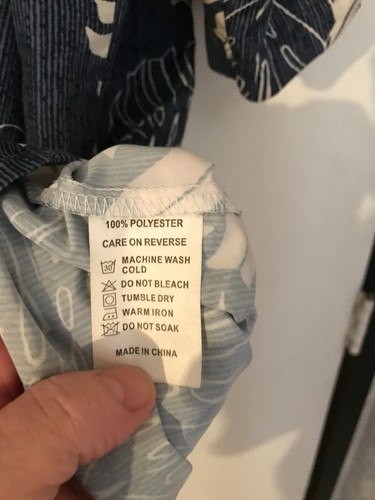 100% POLYESTER
CARE ON REVERSE
30 MACHINE WASH
COLD
DO NOT BLEACH
TUMBLE DRY
WARM IRON
DO NOT SOAK
MADE IN CHINA